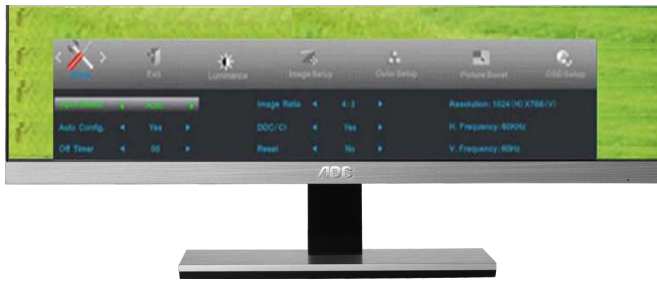 Exit Luminance Image Setup Color Setup Picture Boost OSD Setup
Image Ratio 4:3 Resolution: 1024(H) X768(V)
Auto Config. Yes DDC/CI Yes H. Frequency: 60KHz
Off Timer 00 Reset No V. Frequency: 60Hz
AOC